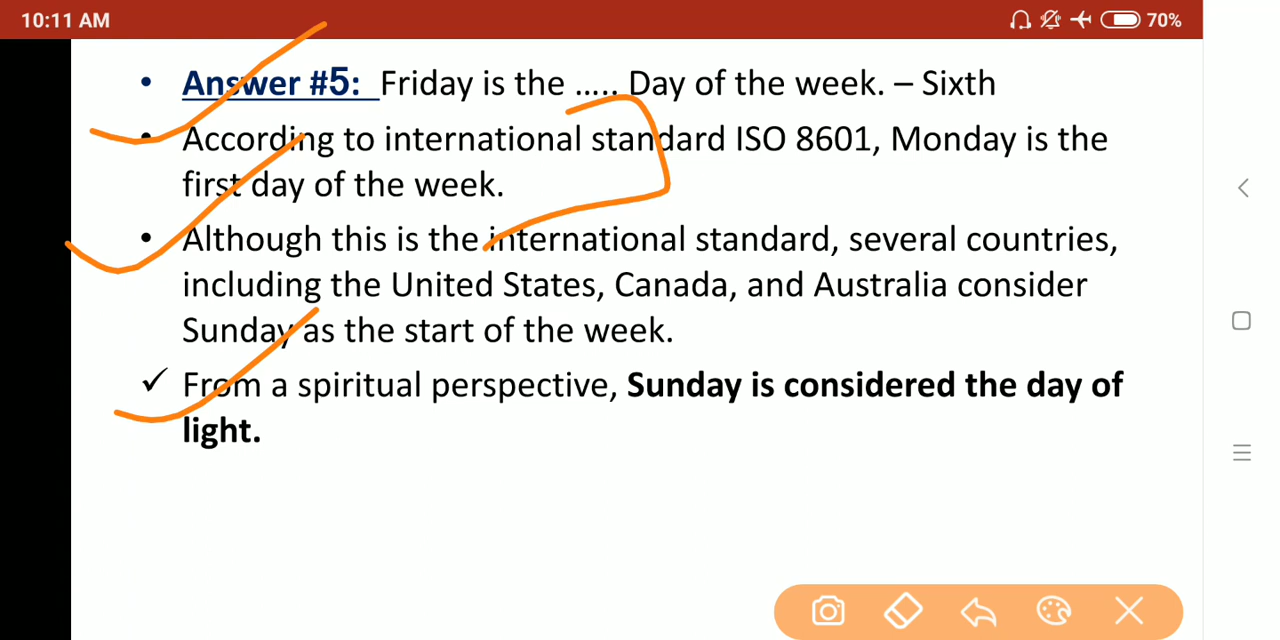 10:11 AM 70%
• Answer #5: Friday is the ..... Day of the week. – Sixth
• According to international standard ISO 8601, Monday is the
first day of the week.
• Although this is the international standard, several countries,
including the United States, Canada, and Australia consider
Sunday as the start of the week.
✓ From a spiritual perspective, Sunday is considered the day of
light.